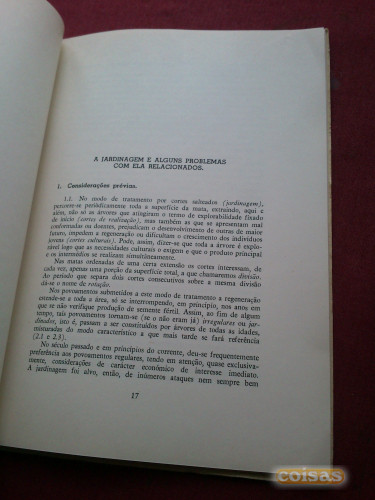 A JARDINAGEM E ALGUNS PROBLEMAS
COM ELA RELACIONADOS.
1. Considerações prévias.
1.1. No modo de tratamento por cortes salteados (jardinagem),
percorre-se periòdicamente toda a superfície da mata, extraindo, aqui e
além, não só as árvores que atingiram o termo de explorabilidade fixado
de início (cortes de realização), mas as que se apresentam mal
conformadas ou doentes, prejudicam o desenvolvimento de outras de maior
futuro, impedem a regeneração ou dificultam o crescimento dos indivíduos
jovens (cortes culturais). Pode, assim, dizer-se que toda a árvore é explo-
rável logo que as necessidades culturais o exigem e que o produto principal
e os intermédios se realizam simultâneamente.
Nas matas ordenadas de uma certa extensão os cortes interessam, de
cada vez, apenas uma porção da superfície total, a que chamaremos divisão.
Ao período que separa dois cortes consecutivos sobre a mesma divisão
dá-se o nome de rotação.
Nos povoamentos submetidos a este modo de tratamento a regeneração
estende-se a toda a área, só se interrompendo, em princípio, nos anos em
que se não verifique produção de semente fértil. Assim, ao fim de algum
tempo, tais povoamentos tornam-se (se o não eram já) irregulares ou jar-
dinados, isto é, passam a ser constituídos por árvores de todas as idades,
misturadas do modo característico a que mais tarde se fará referência
(2.1 e 2.3).
No século passado e em princípios do corrente, deu-se frequentemente
preferência aos povoamentos regulares, tendo em atenção, quase exclusiva-
mente, considerações de carácter económico de interesse imediato.
A jardinagem foi alvo, então, de inúmeros ataques nem sempre bem
17
coisas